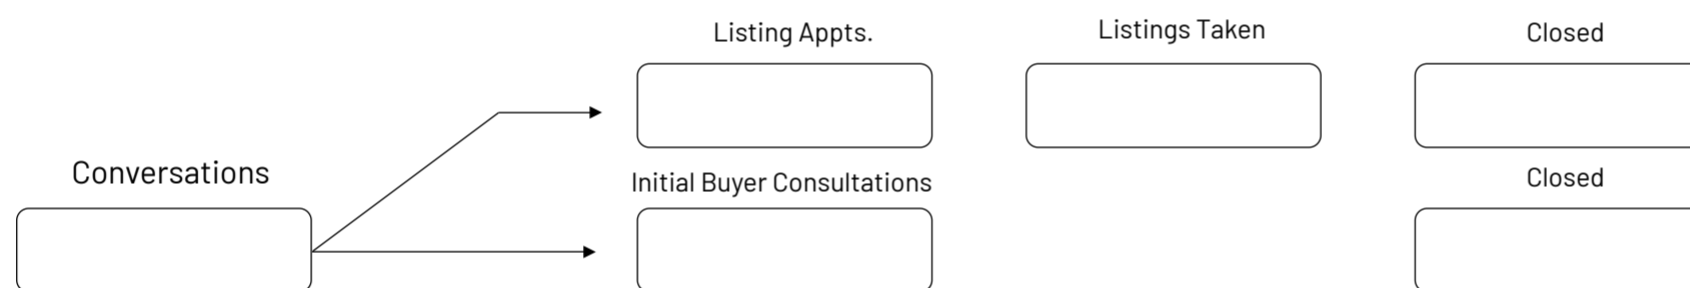 Listing Appts.
Listings Taken
Closed
Conversations
Initial Buyer Consultations
Closed